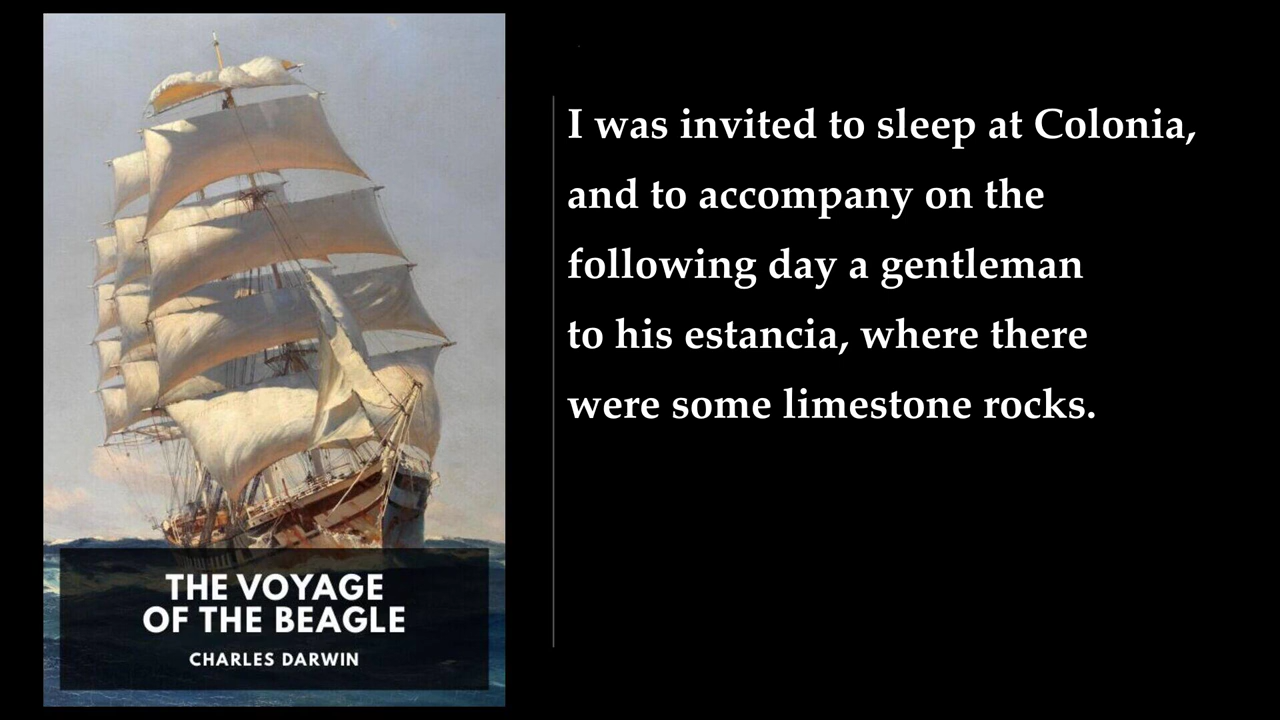 THE VOYAGE
OF THE BEAGLE
CHARLES DARWIN
I was invited to sleep at Colonia,
and to accompany on the
following day a gentleman
to his estancia, where there
were some limestone rocks.